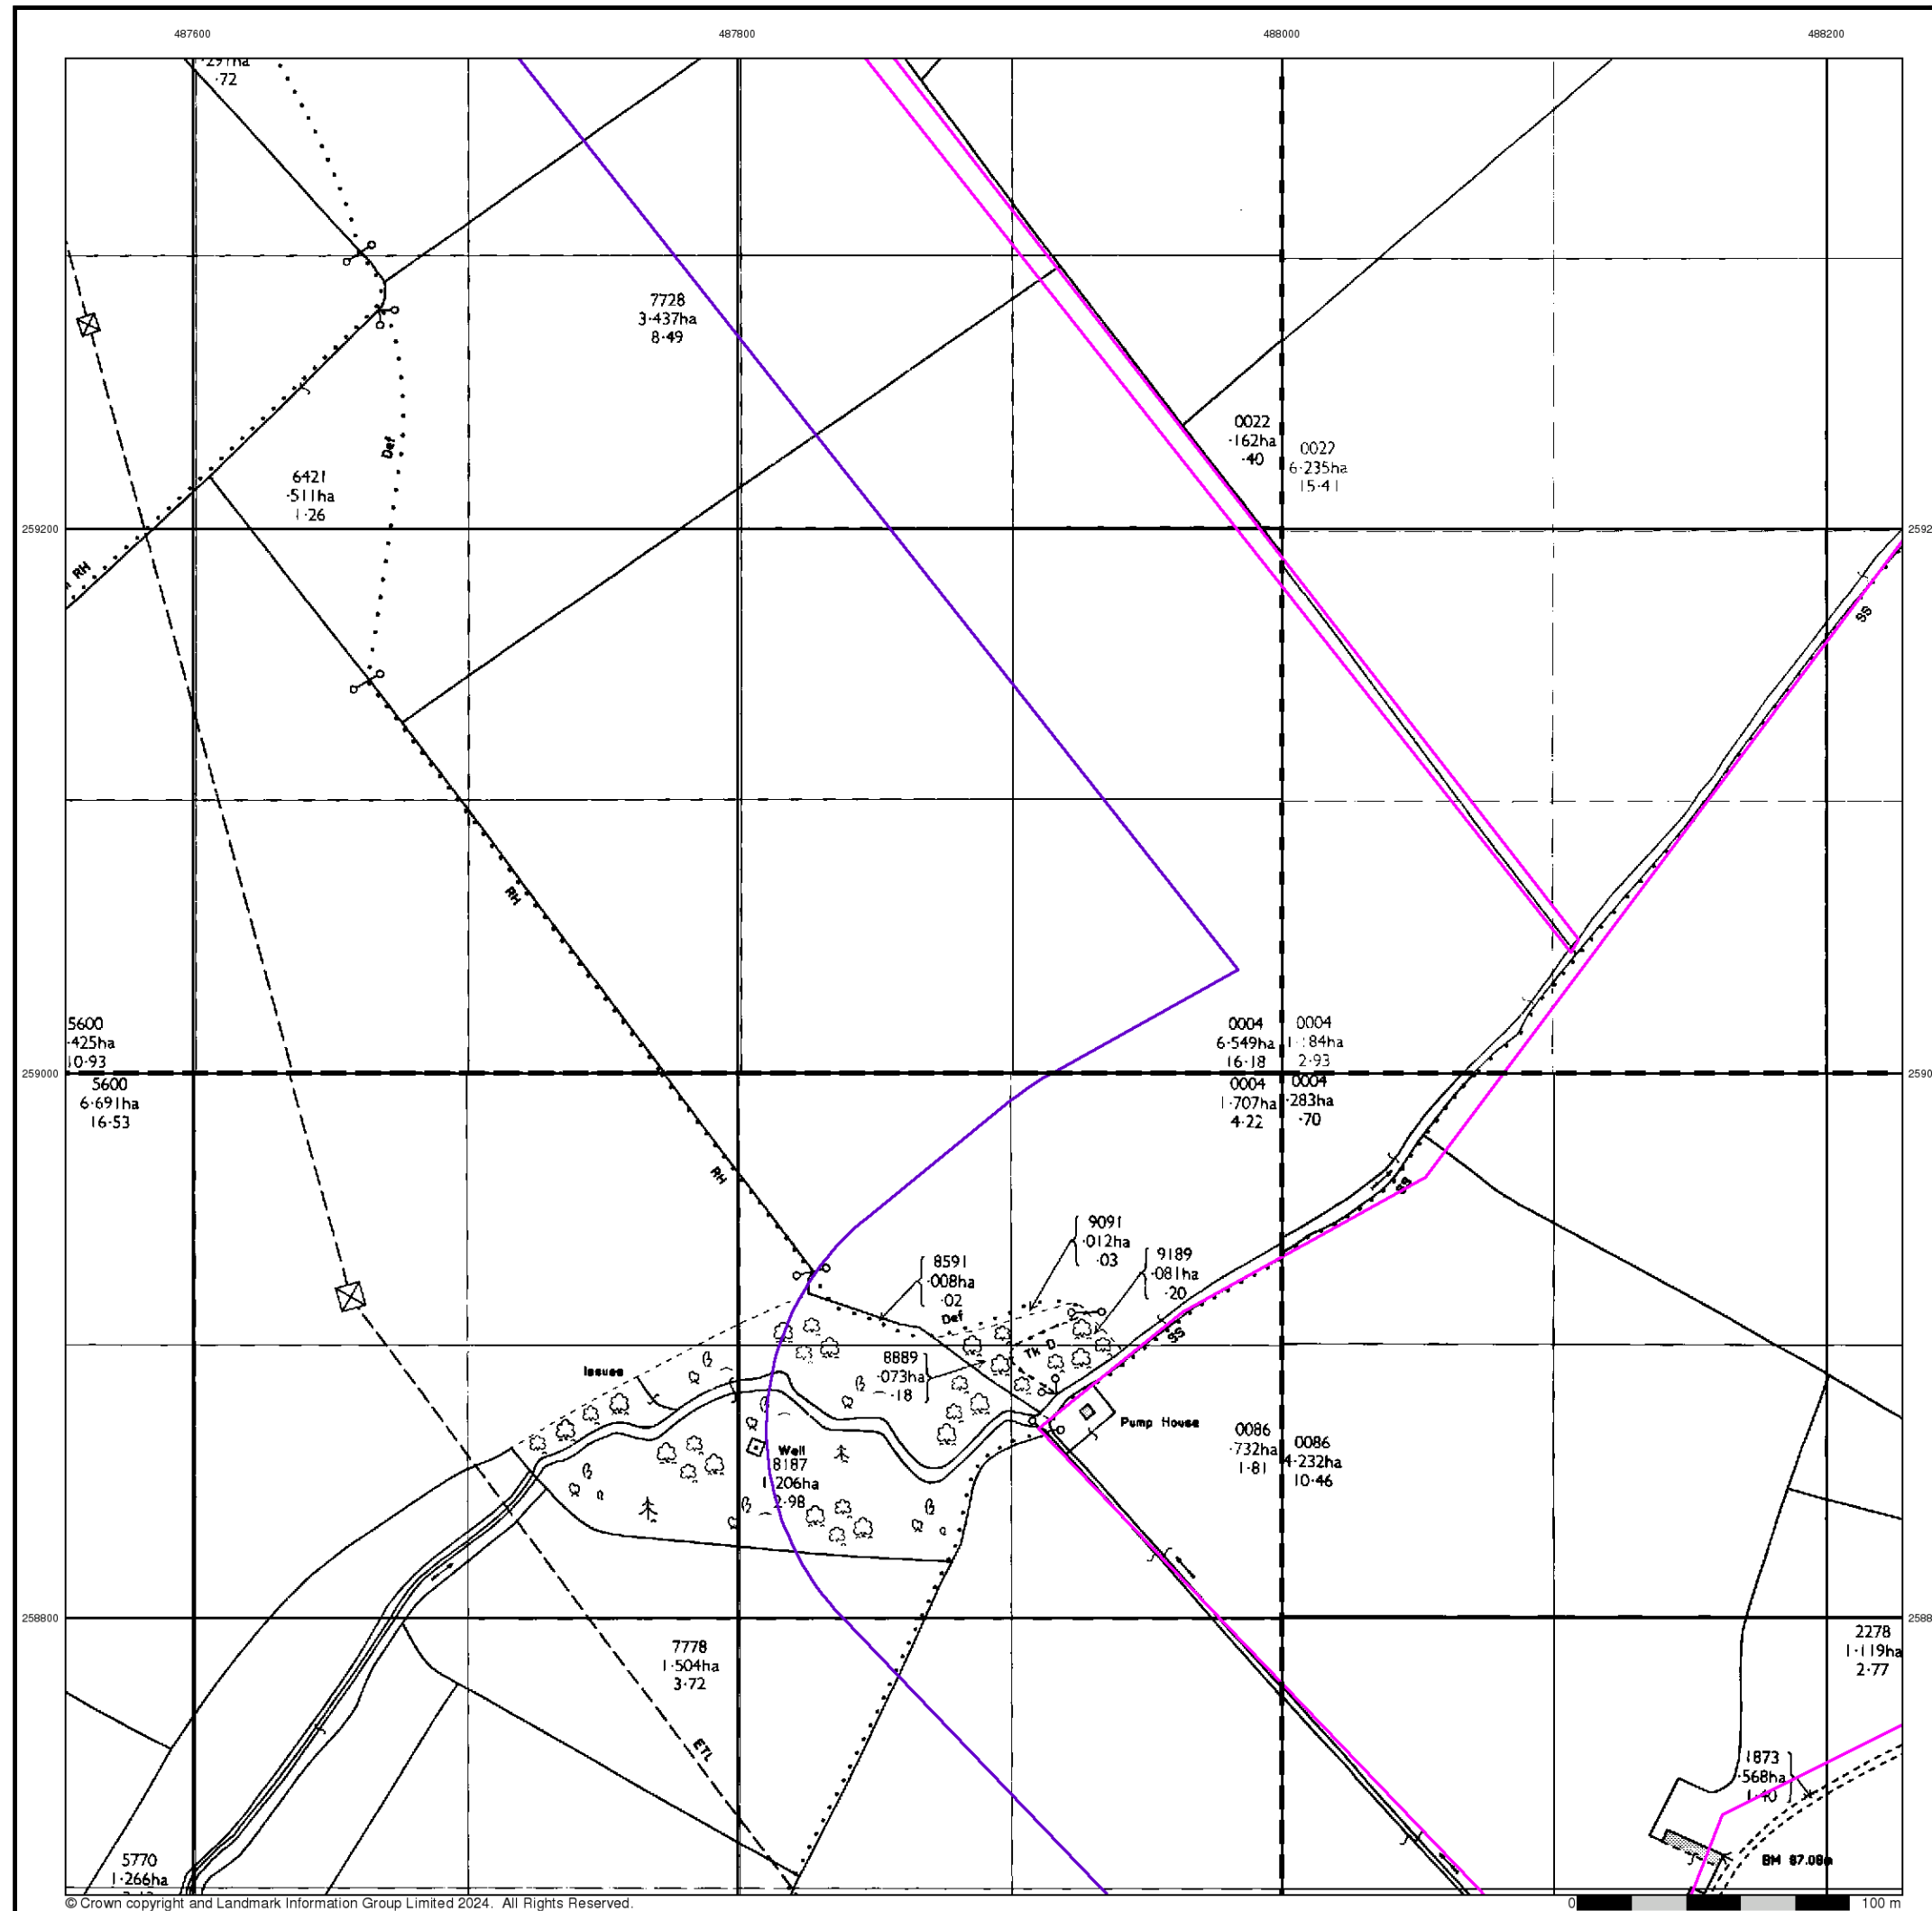 487600
487800
488000
488200
·291ha
·72
7728
3·437ha
8·49
0022
·162ha
·40
0022
6·235ha
15·41
Def
6421
·511ha
1·26
259200
RH
SS
RH
5600
·425ha
10·93
0004
6·549ha
16·18
0004
2·93
259000
5600
6·691ha
16·53
0004
1·707ha
4·22
0004
·283ha
·70
RH
SS
9091
·012ha
·03
9189
·081ha
·20
8591
·008ha
·02
Def
SS
Tk
D
8889
·073ha
·18
Issues
Pump House
Well
8187
1·206ha
2·98
0086
·732ha
1·81
0086
4·232ha
10·46
258800
7778
1·504ha
3·72
2278
1·119ha
2·77
ETL
1873
·568ha
1·40
5770
1·266ha
BM 87.08m
© Crown copyright and Landmark Information Group Limited 2024. All Rights Reserved.
0
100 m